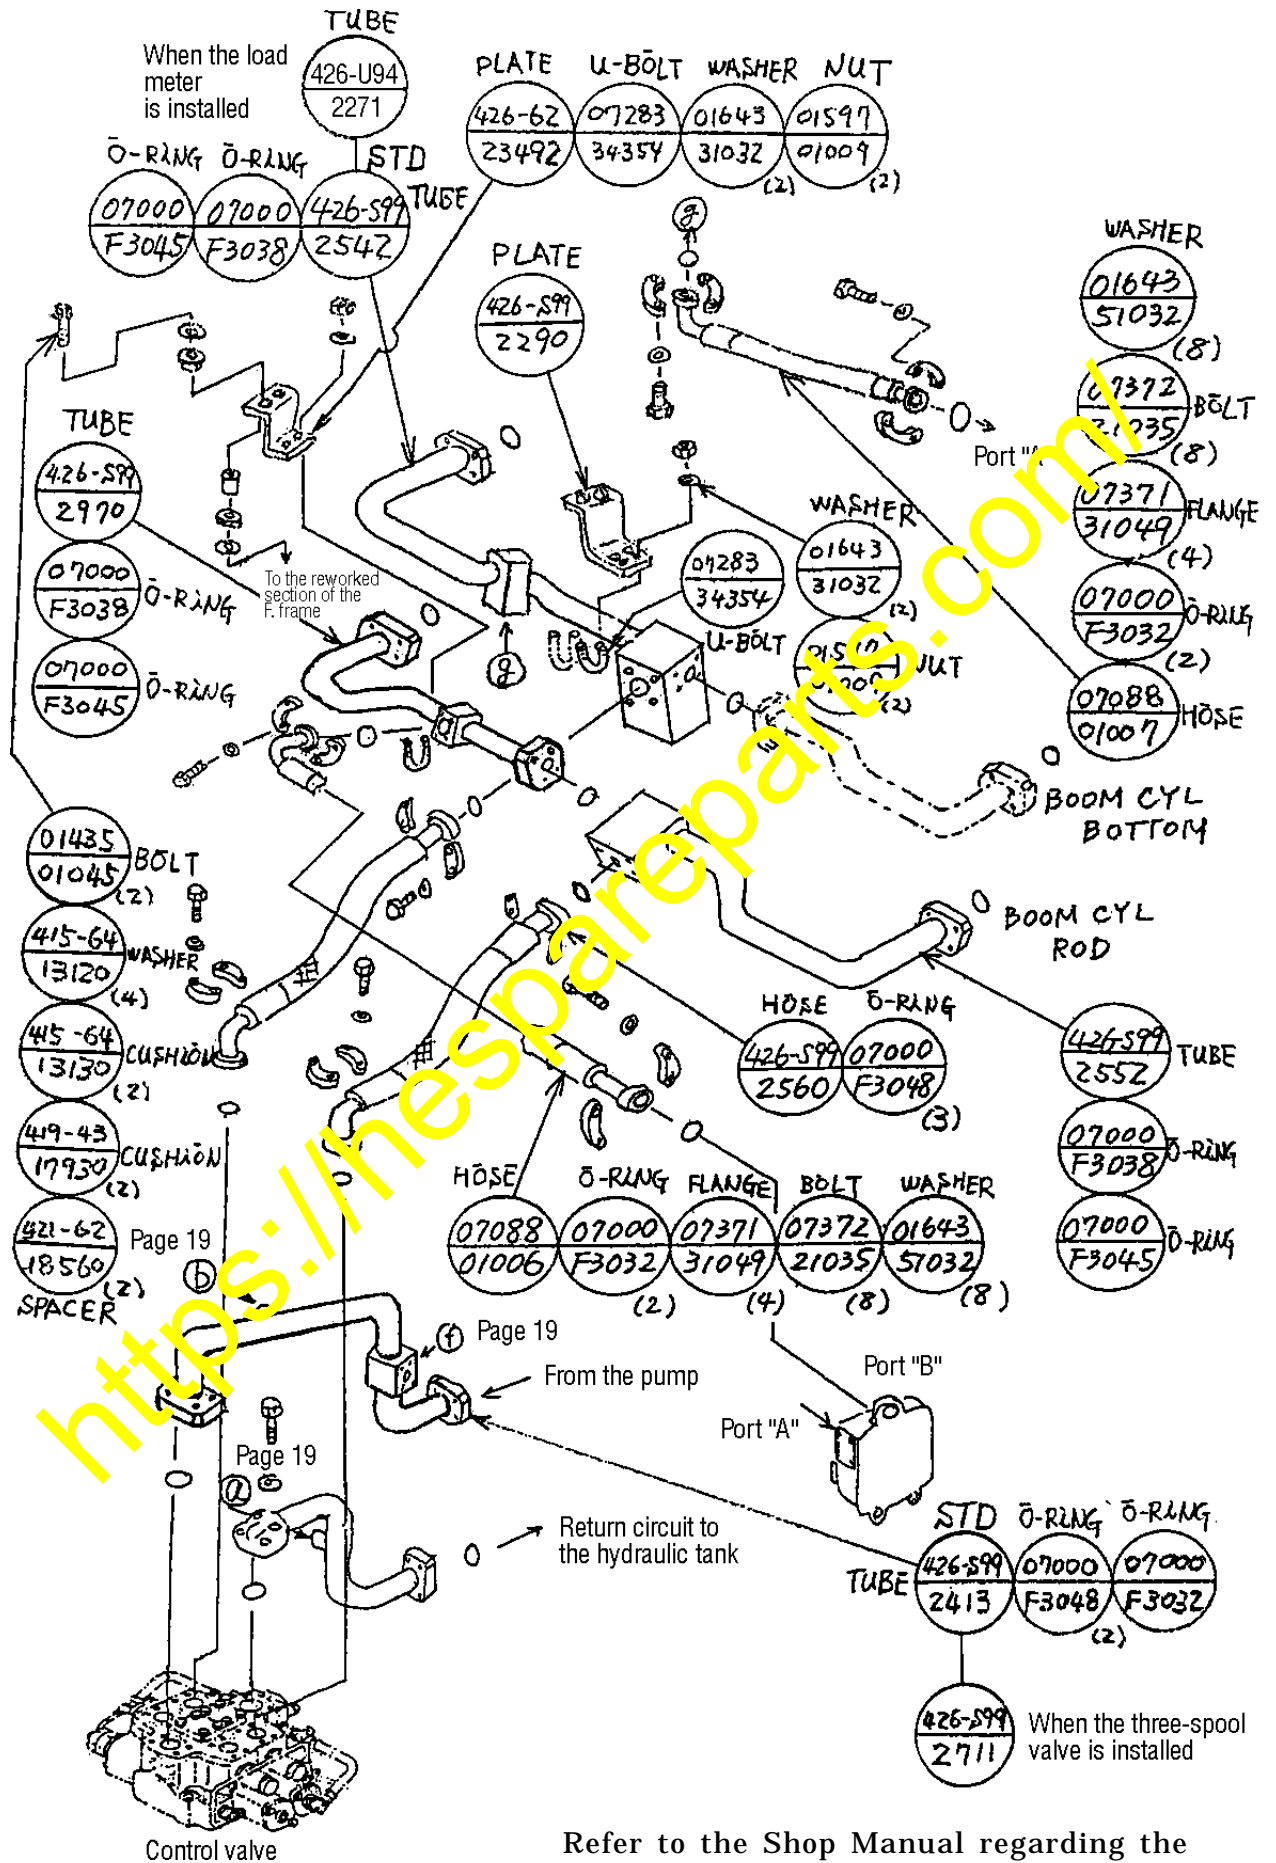 TUBE
When the load
meter
is installed
426-U94
2271
PLATE U-BOLT WASHER NUT
426-62 07283 01643 01597
23492 34354 31032 01009
(2) (2)
O-RING O-RING STD
TUBE
07000 07000 426-S99
F3045 F3038 2542
g
WASHER
01643
51032
(8)
PLATE
426-S99
2290
07372 BOLT
21035
(8)
Port "A"
TUBE
426-S99
2970
07371 FLANGE
31049
(4)
WASHER
01643
31032
(2)
07283
34354
U-BOLT
07000 O-RING
F3038
To the reworked
section of the
F. frame
07000 O-RING
F3032
(2)
NUT
(2)
g
07000 O-RING
F3045
07088 HOSE
01007
BOOM CYL
BOTTOM
01435 BOLT
01045
(2)
BOOM CYL
ROD
415-64 WASHER
13120
(4)
HOSE O-RING
426-S99 07000
2560 F3048
(3)
426-S99 TUBE
2552
415-64 CUSHION
13130
(2)
419-43 CUSHION
17930
(2)
07000 O-RING
F3038
HOSE O-RING FLANGE BOLT WASHER
07088 07000 07371 07372 01643
01006 F3032 31049 21035 51032
(2) (4) (8) (8)
07000 O-RING
F3045
421-62
18560
(2)
SPACER
Page 19
b
f Page 19
From the pump
Port "B"
Port "A"
Page 19
a
Return circuit to
the hydraulic tank
STD O-RING O-RING
TUBE 426-S99 07000 07000
2413 F3048 F3032
(2)
426-S99
2711
When the three-spool
valve is installed
Control valve
Refer to the Shop Manual regarding the
https://hespareparts.com/